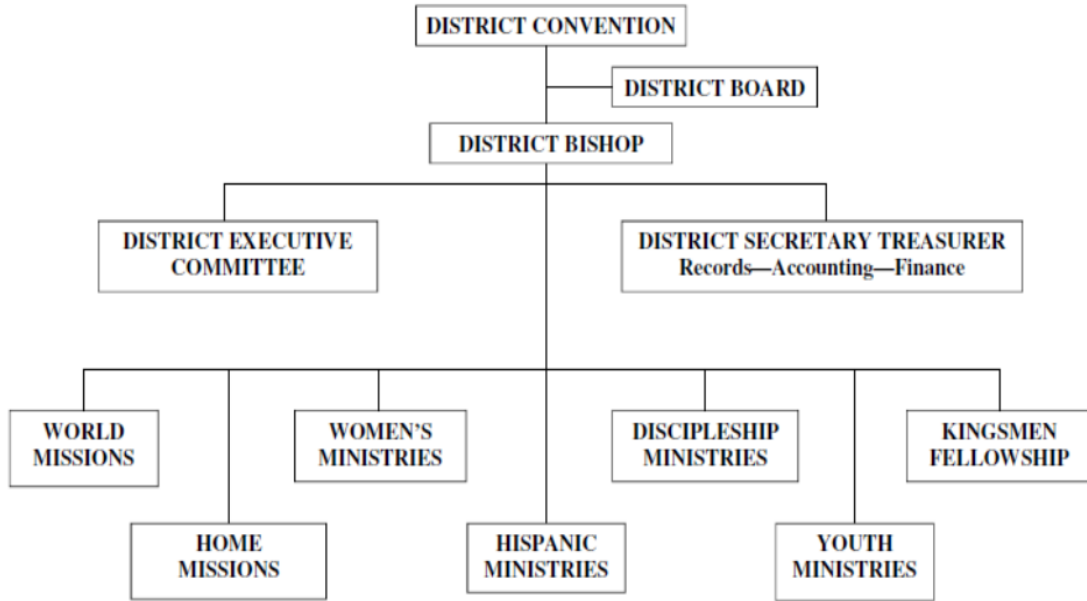 DISTRICT CONVENTION
DISTRICT BOARD
DISTRICT BISHOP
DISTRICT EXECUTIVE
COMMITTEE
DISTRICT SECRETARY TREASURER
Records—Accounting—Finance
WORLD
MISSIONS
WOMEN’S
MINISTRIES
DISCIPLESHIP
MINISTRIES
KINGSMEN
FELLOWSHIP
HOME
MISSIONS
HISPANIC
MINISTRIES
YOUTH
MINISTRIES